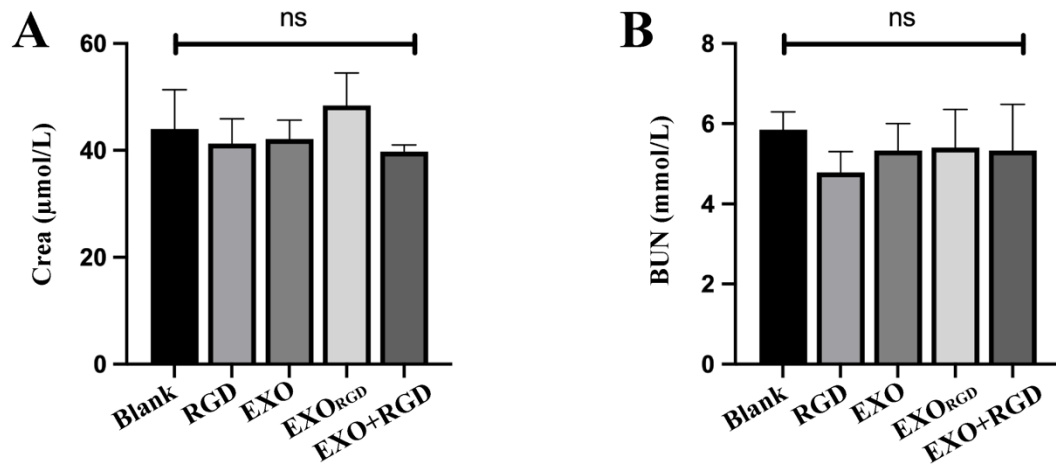 A
ns
Crea (μmol/L)
60
40
20
0
Blank
RGD
EXO
EXORGD
EXO+RGD
B
ns
BUN (mmol/L)
8
6
4
2
0
Blank
RGD
EXO
EXORGD
EXO+RGD